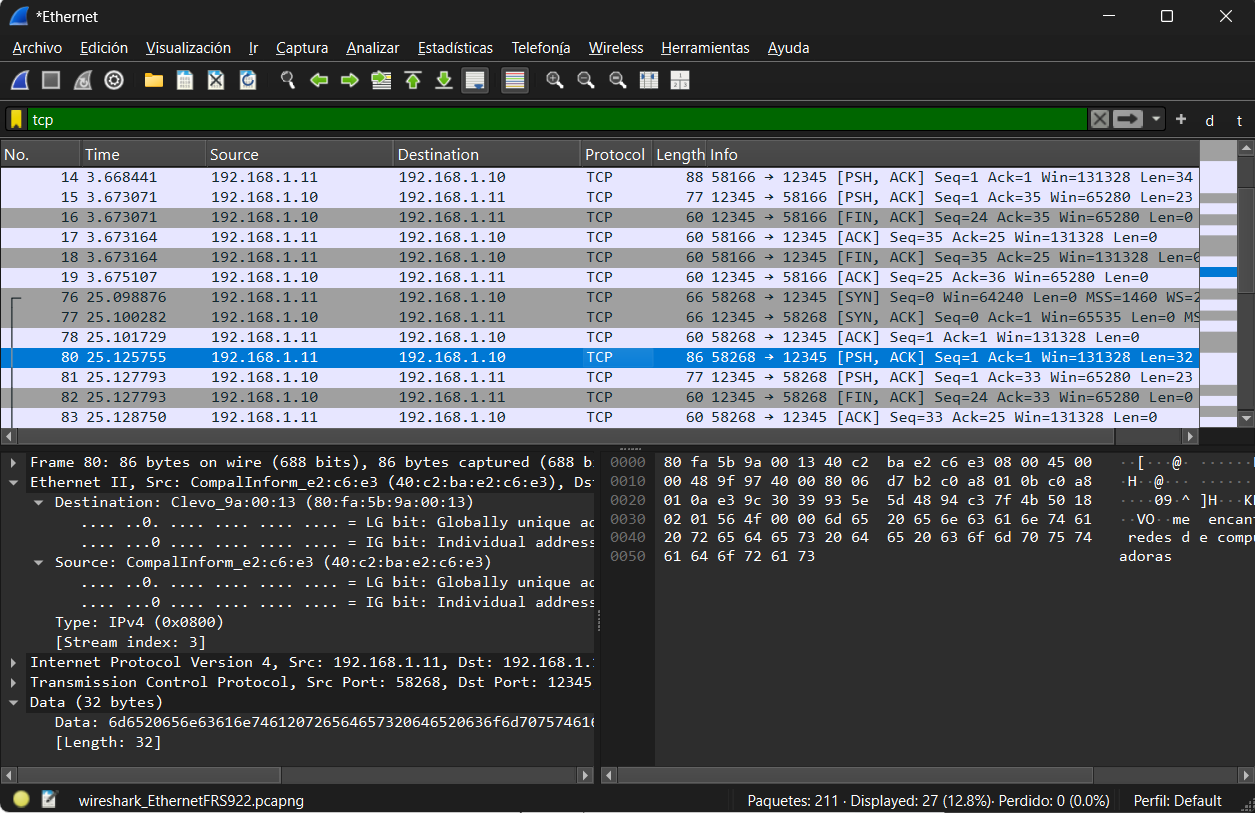 *Ethernet
Archivo Edición Visualización Ir Captura Analizar Estadísticas Telefonía Wireless Herramientas Ayuda
tcp + d t
No. Time Source Destination Protocol Length Info
14 3.668441 192.168.1.11 192.168.1.10 TCP 88 58166 → 12345 [PSH, ACK] Seq=1 Ack=1 Win=131328 Len=34
15 3.673071 192.168.1.10 192.168.1.11 TCP 77 12345 → 58166 [PSH, ACK] Seq=1 Ack=35 Win=65280 Len=23
16 3.673071 192.168.1.10 192.168.1.11 TCP 60 12345 → 58166 [FIN, ACK] Seq=24 Ack=35 Win=65280 Len=0
17 3.673164 192.168.1.11 192.168.1.10 TCP 60 58166 → 12345 [ACK] Seq=35 Ack=25 Win=131328 Len=0
18 3.673164 192.168.1.11 192.168.1.10 TCP 60 58166 → 12345 [FIN, ACK] Seq=35 Ack=25 Win=131328 Len=0
19 3.675107 192.168.1.10 192.168.1.11 TCP 60 12345 → 58166 [ACK] Seq=25 Ack=36 Win=65280 Len=0
76 25.098876 192.168.1.11 192.168.1.10 TCP 66 58268 → 12345 [SYN] Seq=0 Win=64240 Len=0 MSS=1460 WS=2
77 25.100282 192.168.1.10 192.168.1.11 TCP 66 12345 → 58268 [SYN, ACK] Seq=0 Ack=1 Win=65535 Len=0 MS
78 25.101729 192.168.1.11 192.168.1.10 TCP 60 58268 → 12345 [ACK] Seq=1 Ack=1 Win=131328 Len=0
80 25.125755 192.168.1.11 192.168.1.10 TCP 86 58268 → 12345 [PSH, ACK] Seq=1 Ack=1 Win=131328 Len=32
81 25.127793 192.168.1.10 192.168.1.11 TCP 77 12345 → 58268 [PSH, ACK] Seq=1 Ack=33 Win=65280 Len=23
82 25.127793 192.168.1.10 192.168.1.11 TCP 60 12345 → 58268 [FIN, ACK] Seq=24 Ack=33 Win=65280 Len=0
83 25.128750 192.168.1.11 192.168.1.10 TCP 60 58268 → 12345 [ACK] Seq=33 Ack=25 Win=131328 Len=0
Frame 80: 86 bytes on wire (688 bits), 86 bytes captured (688 b
Ethernet II, Src: CompalInform_e2:c6:e3 (40:c2:ba:e2:c6:e3), Dst
Destination: Clevo_9a:00:13 (80:fa:5b:9a:00:13)
.... ..0. .... .... .... .... = LG bit: Globally unique ad
.... ...0 .... .... .... .... = IG bit: Individual address
Source: CompalInform_e2:c6:e3 (40:c2:ba:e2:c6:e3)
.... ..0. .... .... .... .... = LG bit: Globally unique ad
.... ...0 .... .... .... .... = IG bit: Individual address
Type: IPv4 (0x0800)
[Stream index: 3]
Internet Protocol Version 4, Src: 192.168.1.11, Dst: 192.168.1.
Transmission Control Protocol, Src Port: 58268, Dst Port: 12345
Data (32 bytes)
Data: 6d6520656e63616e746120726564657320646520636f6d7075746
[Length: 32]
0000 80 fa 5b 9a 00 13 40 c2 ba e2 c6 e3 08 00 45 00 ··[···@· ······
0010 00 48 9f 97 40 00 80 06 d7 b2 c0 a8 01 0b c0 a8 ·H··@··· ········
0020 01 0a e3 9c 30 39 93 5e 5d 48 94 c3 7f 4b 50 18 ····09·^ ]H···K
0030 02 01 56 4f 00 00 6d 65 20 65 6e 63 61 6e 74 61 ··VO··me encan
0040 20 72 65 64 65 73 20 64 65 20 63 6f 6d 70 75 74 redes d e compu
0050 61 64 6f 72 61 73 adoras
wireshark_EthernetFRS922.pcapng Paquetes: 211 · Displayed: 27 (12.8%)· Perdido: 0 (0.0%) Perfil: Default